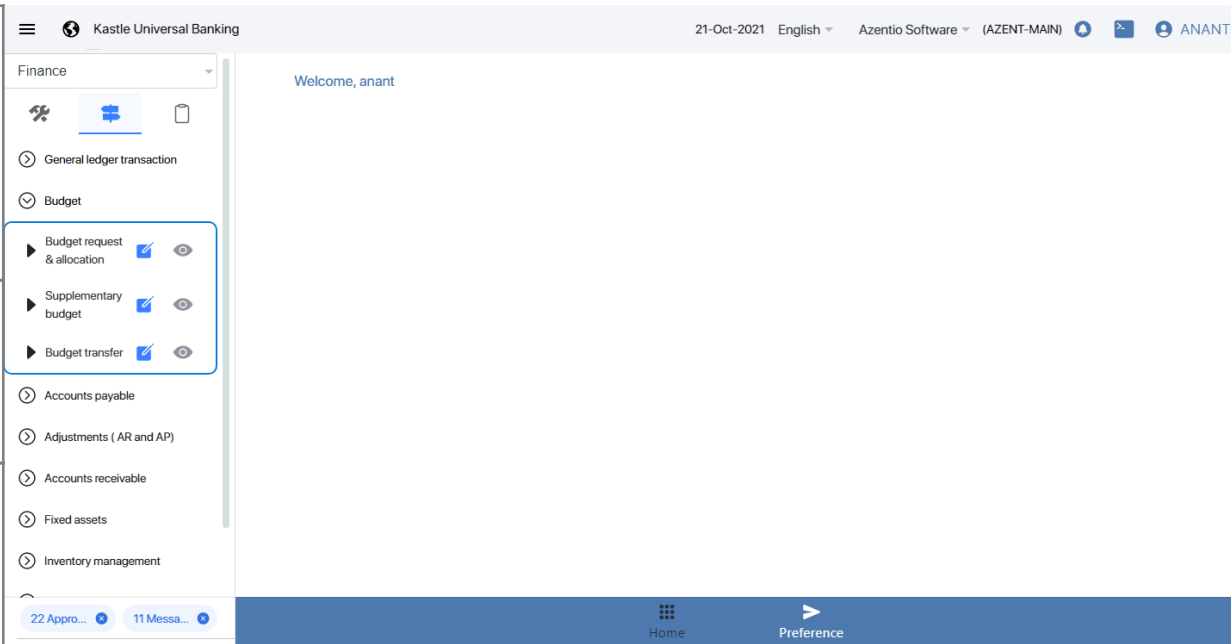 Kastle Universal Banking
21-Oct-2021 English Azentio Software (AZENT-MAIN) ANANT
Finance
Welcome, anant
General ledger transaction
Budget
Budget request
& allocation
Supplementary
budget
Budget transfer
Accounts payable
Adjustments ( AR and AP)
Accounts receivable
Fixed assets
Inventory management
22 Appro... 11 Messa...
Home
Preference